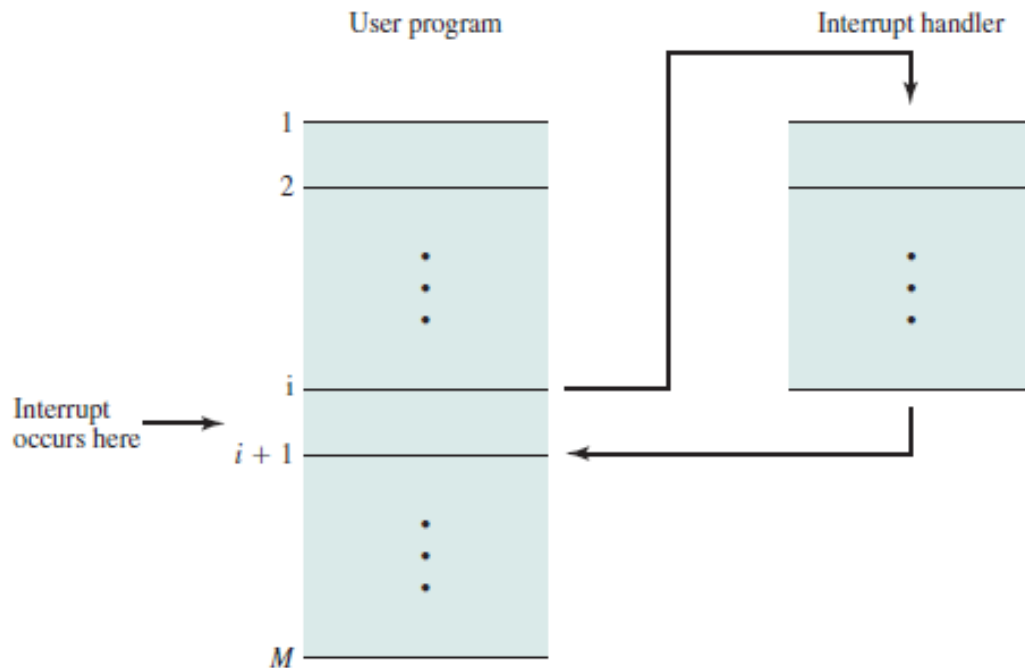 User program
Interrupt handler
1
2
i
Interrupt
occurs here
i + 1
M